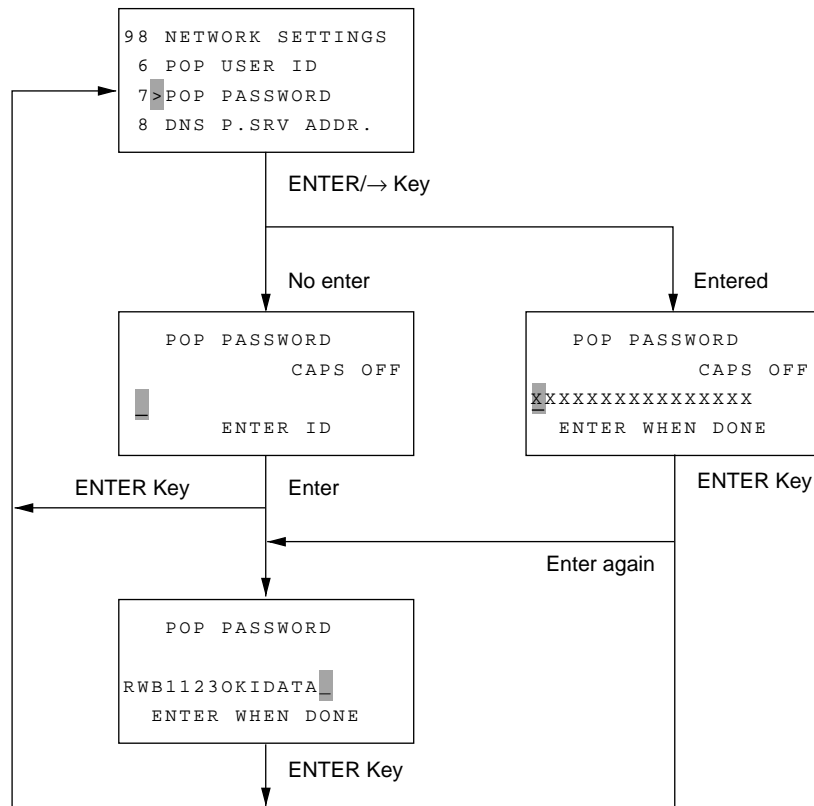 98 NETWORK SETTINGS
6 POP USER ID
7>POP PASSWORD
8 DNS P.SRV ADDR.
ENTER/→ Key
No enter
Entered
POP PASSWORD
CAPS OFF
_
ENTER ID
POP PASSWORD
CAPS OFF
XXXXXXXXXXXXXXXX
ENTER WHEN DONE
ENTER Key
Enter
ENTER Key
Enter again
POP PASSWORD
RWB1123OKIDATA_
ENTER WHEN DONE
ENTER Key